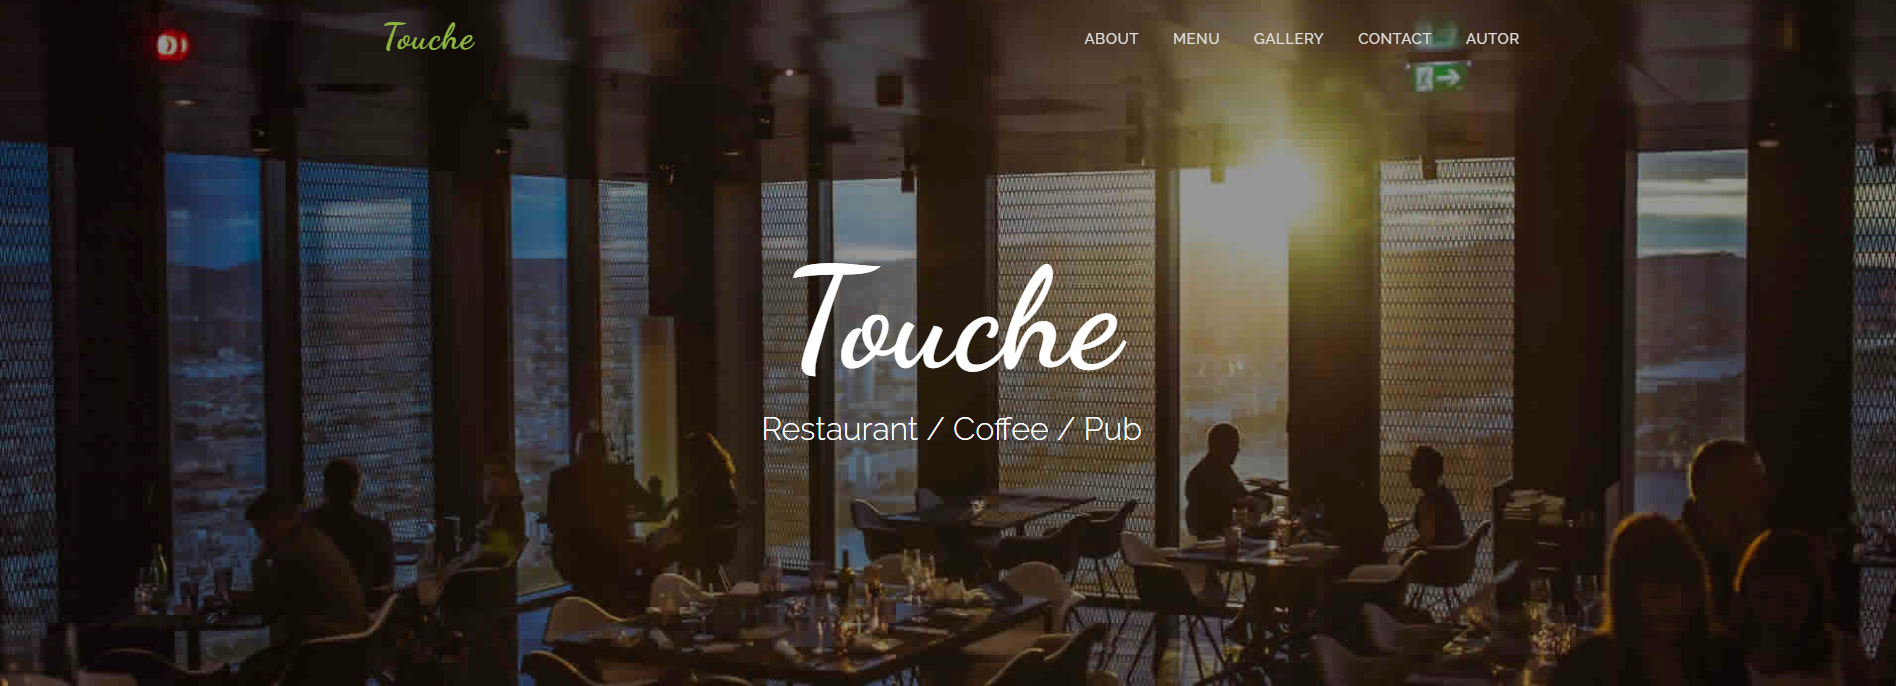 Touche
ABOUT MENU GALLERY CONTACT AUTOR
Touche
Restaurant / Coffee / Pub